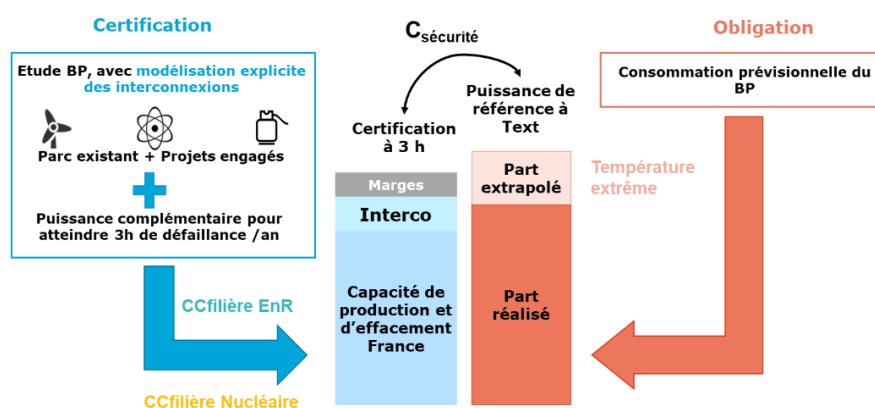 Certification
Etude BP, avec modélisation explicite
des interconnexions
Parc existant + Projets engagés
Puissance complémentaire pour
atteindre 3h de défaillance /an
CCfilière EnR
CCfilière Nucléaire
Csécurité
Certification
à 3 h
Puissance de
référence à
Text
Marges
Interco
Capacité de
production et
d'effacement
France
Part
extrapolé
Part
réalisé
Obligation
Consommation prévisionnelle du
BP
Température
extrême